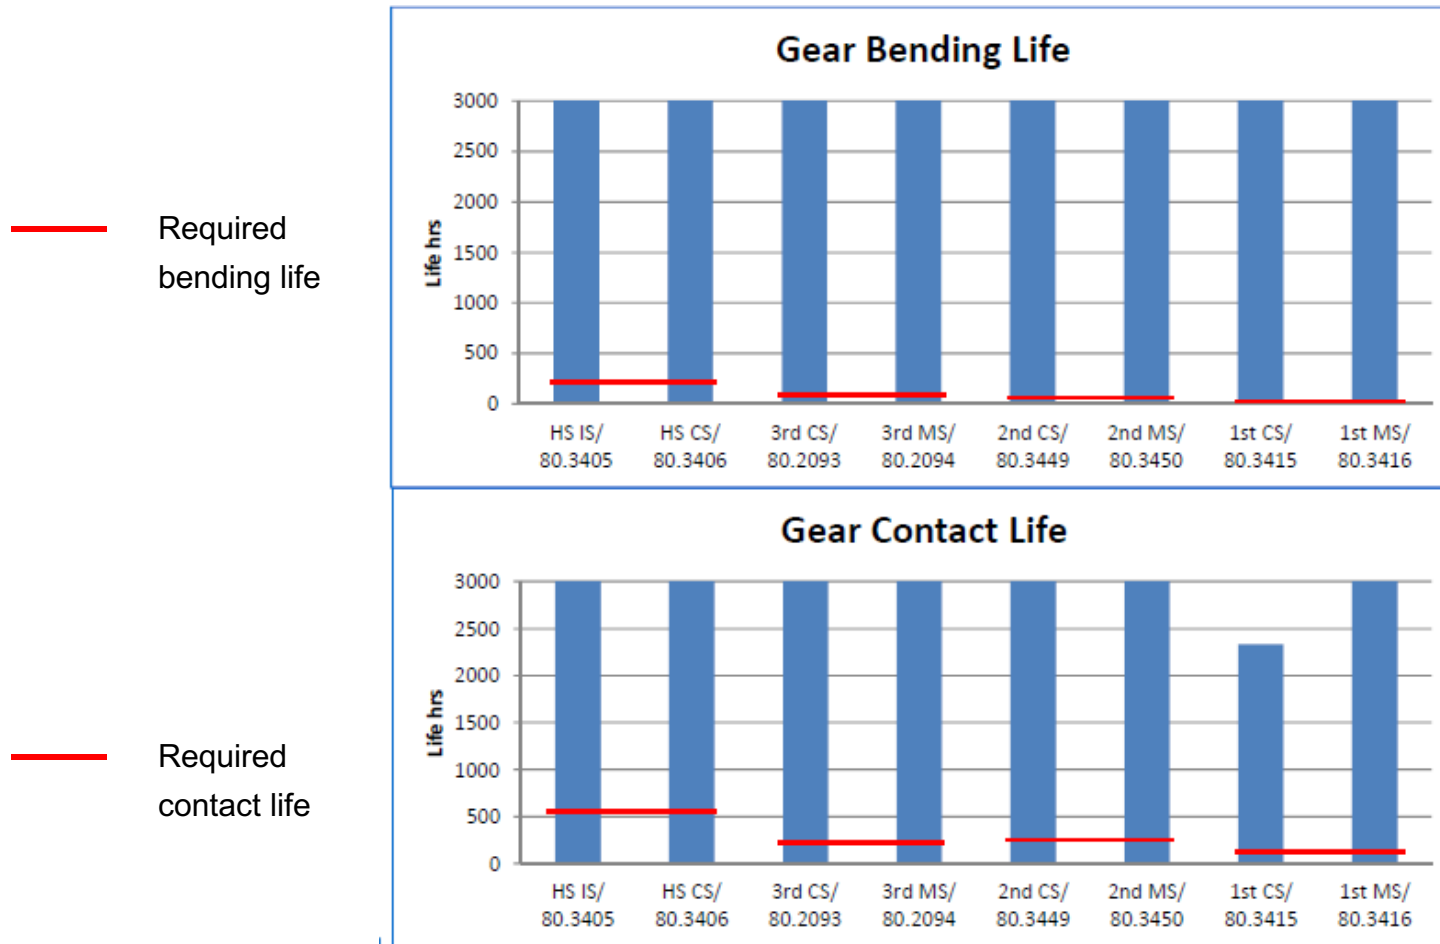 Gear Bending Life
3000
2500
2000
1500
1000
500
0
Life hrs
HS IS/ HS CS/ 3rd CS/ 3rd MS/ 2nd CS/ 2nd MS/ 1st CS/ 1st MS/
80.3405 80.3406 80.2093 80.2094 80.3449 80.3450 80.3415 80.3416
Required
bending life
Gear Contact Life
3000
2500
2000
1500
1000
500
0
Life hrs
HS IS/ HS CS/ 3rd CS/ 3rd MS/ 2nd CS/ 2nd MS/ 1st CS/ 1st MS/
80.3405 80.3406 80.2093 80.2094 80.3449 80.3450 80.3415 80.3416
Required
contact life